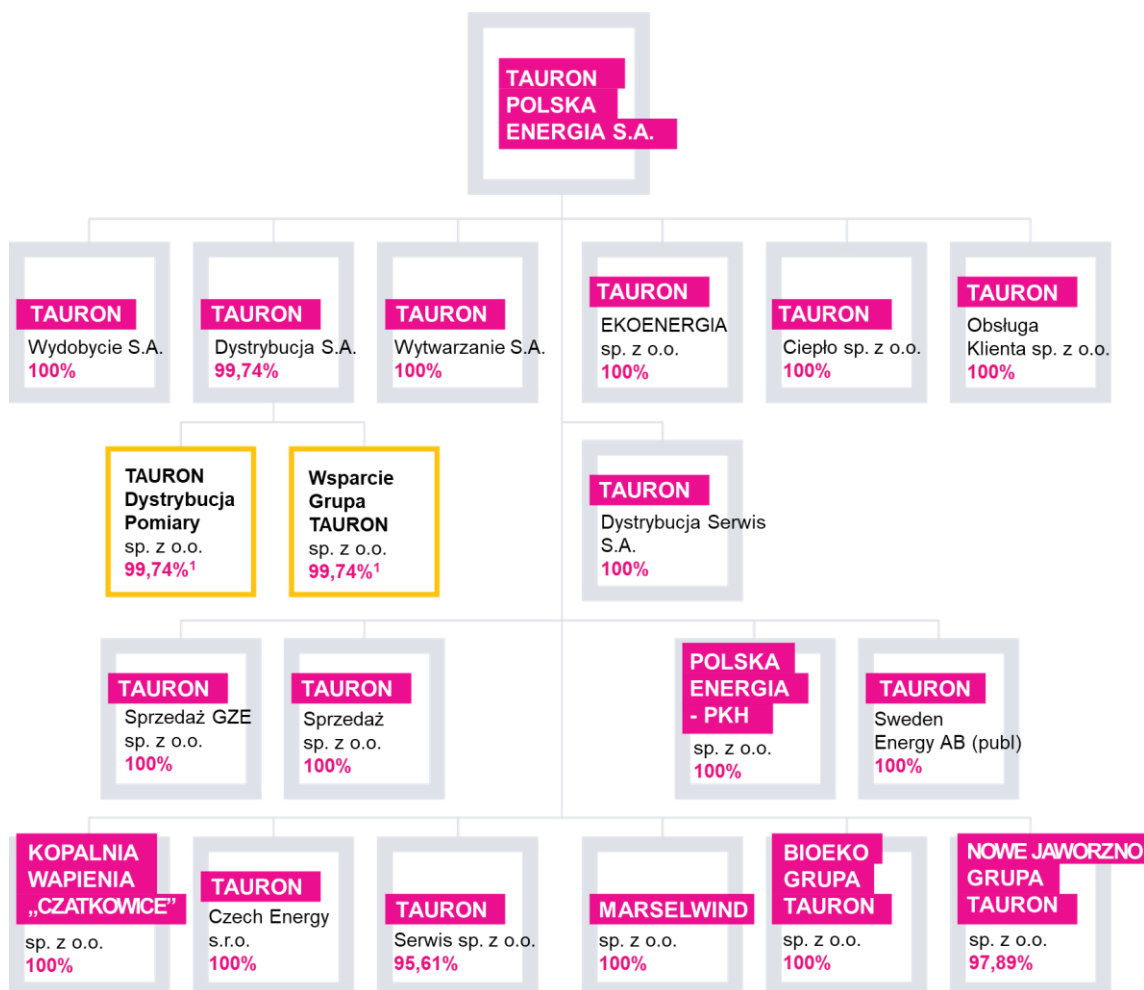 TAURON
POLSKA
ENERGIA S.A.
TAURON
Wydobycie S.A.
100%
TAURON
Dystrybucja S.A.
99,74%
TAURON
Wytwarzanie S.A.
100%
TAURON
EKOENERGIA
sp. z o.o.
100%
TAURON
Ciepło sp. z o.o.
100%
TAURON
Obsługa
Klienta sp. z o.o.
100%
TAURON
Dystrybucja
Pomiary
sp. z o.o.
99,74%¹
Wsparcie
Grupa
TAURON
sp. z o.o.
99,74%¹
TAURON
Dystrybucja Serwis
S.A.
100%
TAURON
Sprzedaż GZE
sp. z o.o.
100%
TAURON
Sprzedaż
sp. z o.o.
100%
POLSKA
ENERGIA
- PKH
sp. z o.o.
100%
TAURON
Sweden
Energy AB (publ)
100%
KOPALNIA
WAPIENIA
„CZATKOWICE”
sp. z o.o.
100%
TAURON
Czech Energy
s.r.o.
100%
TAURON
Serwis sp. z o.o.
95,61%
MARSELWIND
sp. z o.o.
100%
BIOEKO
GRUPA
TAURON
sp. z o.o.
100%
NOWE JAWORZNO
GRUPA
TAURON
sp. z o.o.
97,89%